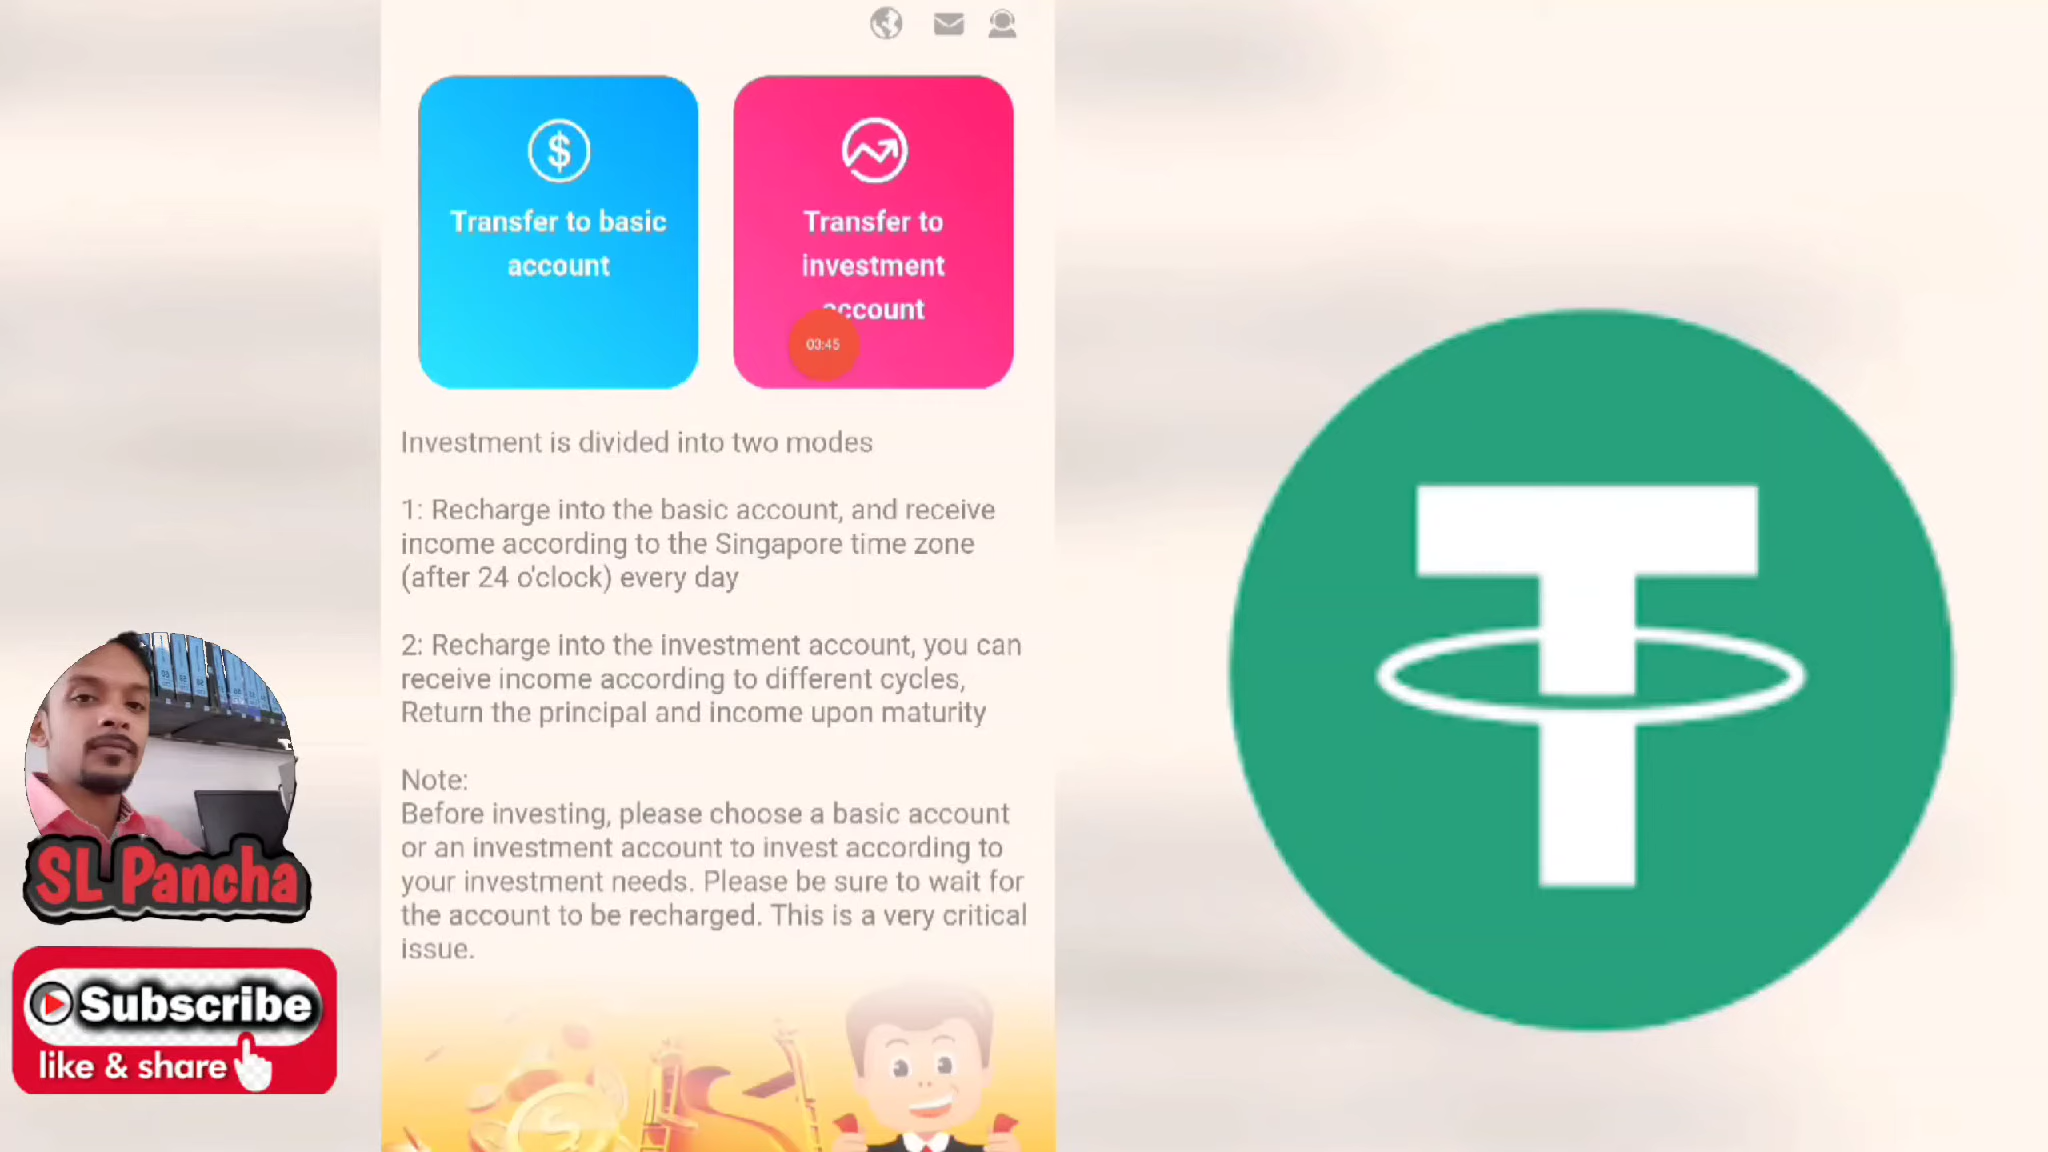 Transfer to basic
account
Transfer to
investment
account
03:45
Investment is divided into two modes
1: Recharge into the basic account, and receive
income according to the Singapore time zone
(after 24 o'clock) every day
2: Recharge into the investment account, you can
receive income according to different cycles,
Return the principal and income upon maturity
Note:
Before investing, please choose a basic account
or an investment account to invest according to
your investment needs. Please be sure to wait for
the account to be recharged. This is a very critical
issue.
SL Pancha
Subscribe
like & share